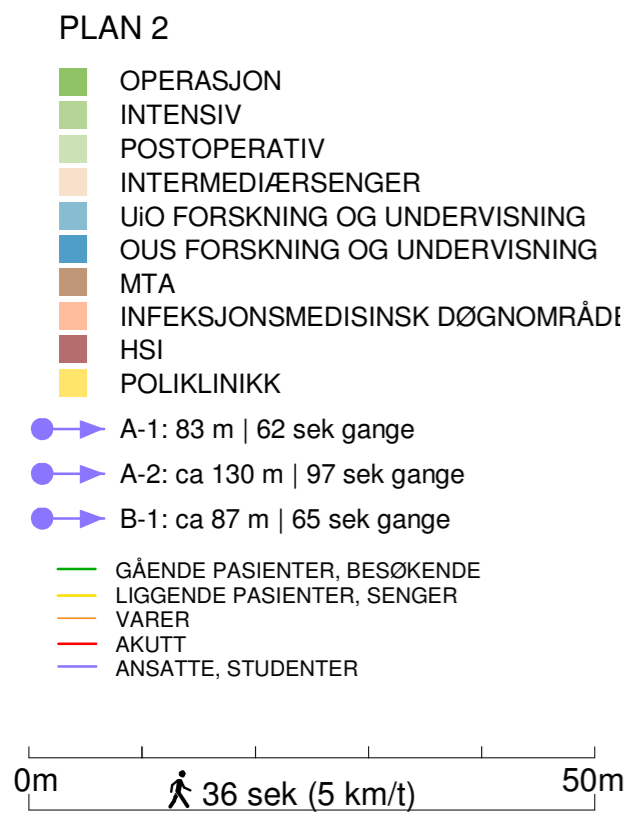 PLAN 2
OPERASJON
INTENSIV
POSTOPERATIV
INTERMEDIÆRSENGER
UiO FORSKNING OG UNDERVISNING
OUS FORSKNING OG UNDERVISNING
MTA
INFEKSJONSMEDISINSK DØGNOMRÅDE
HSI
POLIKLINIKK
A-1: 83 m | 62 sek gange
A-2: ca 130 m | 97 sek gange
B-1: ca 87 m | 65 sek gange
GÅENDE PASIENTER, BESØKENDE
LIGGENDE PASIENTER, SENGER
VARER
AKUTT
ANSATTE, STUDENTER
0m 50m
36 sek (5 km/t)